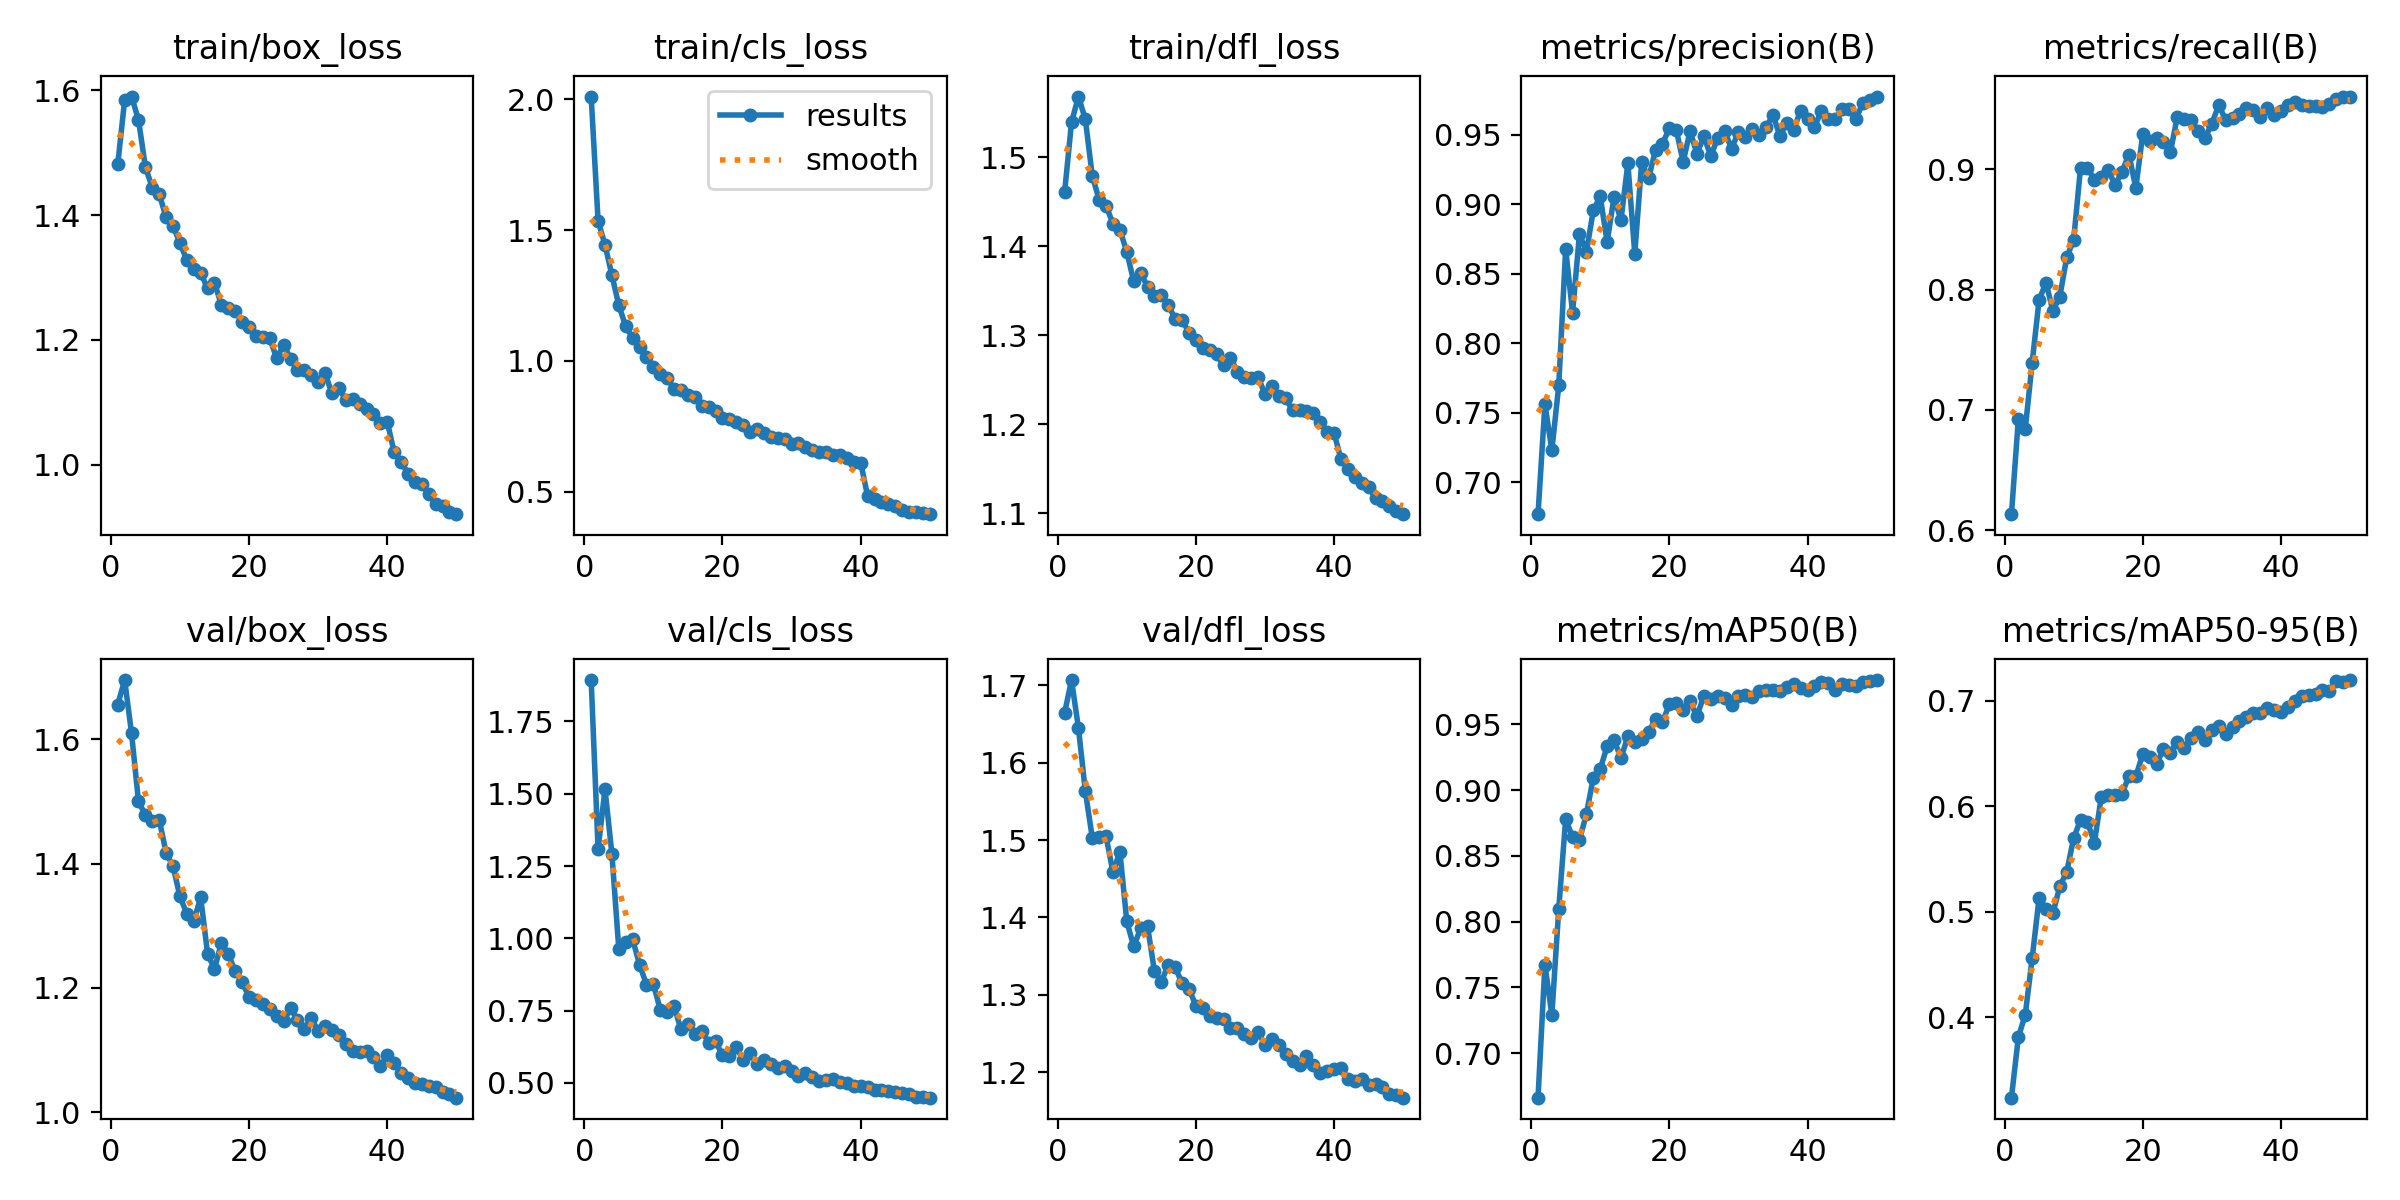 train/box_loss
1.6
1.4
1.2
1.0
0 20 40
train/cls_loss
results
smooth
2.0
1.5
1.0
0.5
0 20 40
train/dfl_loss
1.5
1.4
1.3
1.2
1.1
0 20 40
metrics/precision(B)
0.95
0.90
0.85
0.80
0.75
0.70
0 20 40
metrics/recall(B)
0.9
0.8
0.7
0.6
0 20 40
val/box_loss
1.6
1.4
1.2
1.0
0 20 40
val/cls_loss
1.75
1.50
1.25
1.00
0.75
0.50
0 20 40
val/dfl_loss
1.7
1.6
1.5
1.4
1.3
1.2
0 20 40
metrics/mAP50(B)
0.95
0.90
0.85
0.80
0.75
0.70
0 20 40
metrics/mAP50-95(B)
0.7
0.6
0.5
0.4
0 20 40